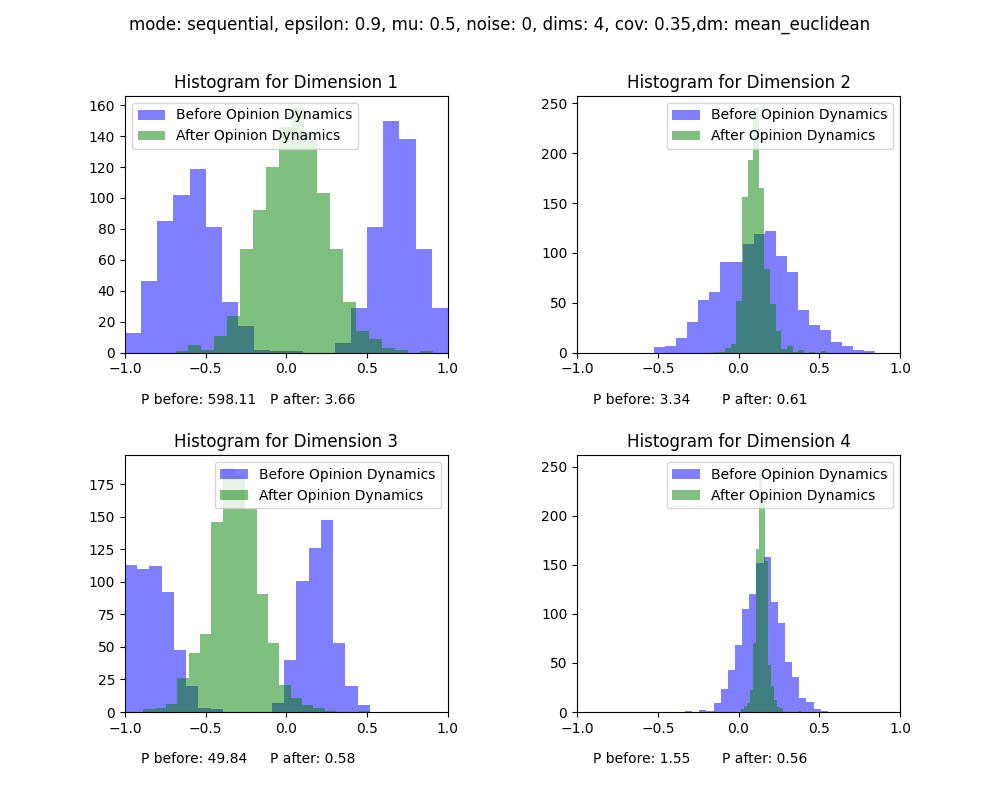 mode: sequential, epsilon: 0.9, mu: 0.5, noise: 0, dims: 4, cov: 0.35,dm: mean_euclidean
Histogram for Dimension 1
Before Opinion Dynamics
After Opinion Dynamics
160
140
120
100
80
60
40
20
0
−1.0 −0.5 0.0 0.5 1.0
P before: 598.11 P after: 3.66
Histogram for Dimension 2
Before Opinion Dynamics
After Opinion Dynamics
250
200
150
100
50
0
−1.0 −0.5 0.0 0.5 1.0
P before: 3.34 P after: 0.61
Histogram for Dimension 3
Before Opinion Dynamics
After Opinion Dynamics
175
150
125
100
75
50
25
0
−1.0 −0.5 0.0 0.5 1.0
P before: 49.84 P after: 0.58
Histogram for Dimension 4
Before Opinion Dynamics
After Opinion Dynamics
250
200
150
100
50
0
−1.0 −0.5 0.0 0.5 1.0
P before: 1.55 P after: 0.56